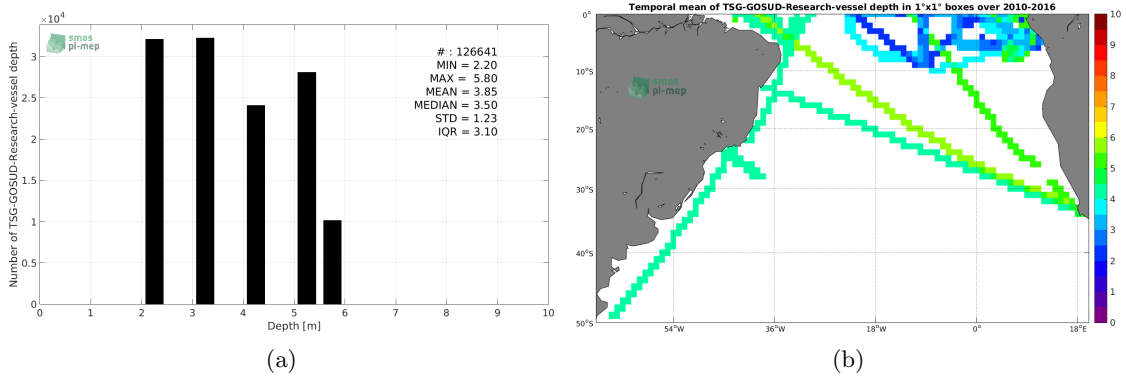 ×10⁴
smos
pi-mep
# : 126641
MIN = 2.20
MAX = 5.80
MEAN = 3.85
MEDIAN = 3.50
STD = 1.23
IQR = 3.10
Number of TSG-GOSUD-Research-vessel depth
3
2.5
2
1.5
1
0.5
0
0 1 2 3 4 5 6 7 8 9 10
Depth [m]
(a)
Temporal mean of TSG-GOSUD-Research-vessel depth in 1°x1° boxes over 2010-2016
smos
pi-mep
0°
10°S
20°S
30°S
40°S
50°S
54°W 36°W 18°W 0° 18°E
10
9
8
7
6
5
4
3
2
1
0
(b)